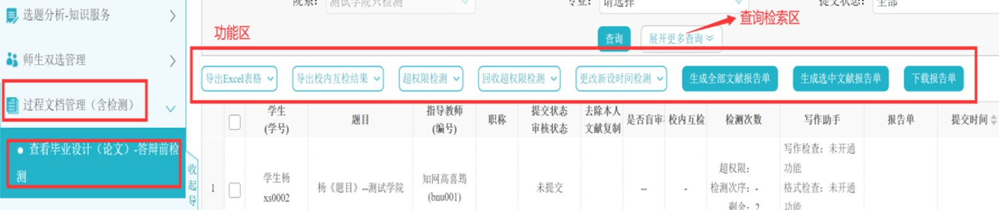 院系： 测试学院只检测 专业： 请选择 提交状态： 全部
选题分析-知识服务
功能区
查询检索区
查询 展开更多查询
师生双选管理
导出Excel表格 导出校内互检结果 超权限检测 回收超权限检测 更改新设时间检测 生成全部文献报告单 生成选中文献报告单 下载报告单
过程文档管理（含检测）
学生
(学号)
题目
指导教师
(编号)
职称
提交状态
审核状态
去除本人
文献复制
是否盲审
校内互检
检测次数
写作助手
报告单
提交时间
查看毕业设计（论文）-答辩前检
测
收
起
导
1
学生杨
xs0002
杨《题目》--测试学院
知网高喜筠
(bnu001)
未提交
--
-
超权限：
检测次序：-
剩余：2
写作检查：未开通
功能
格式检查：未开通
功能